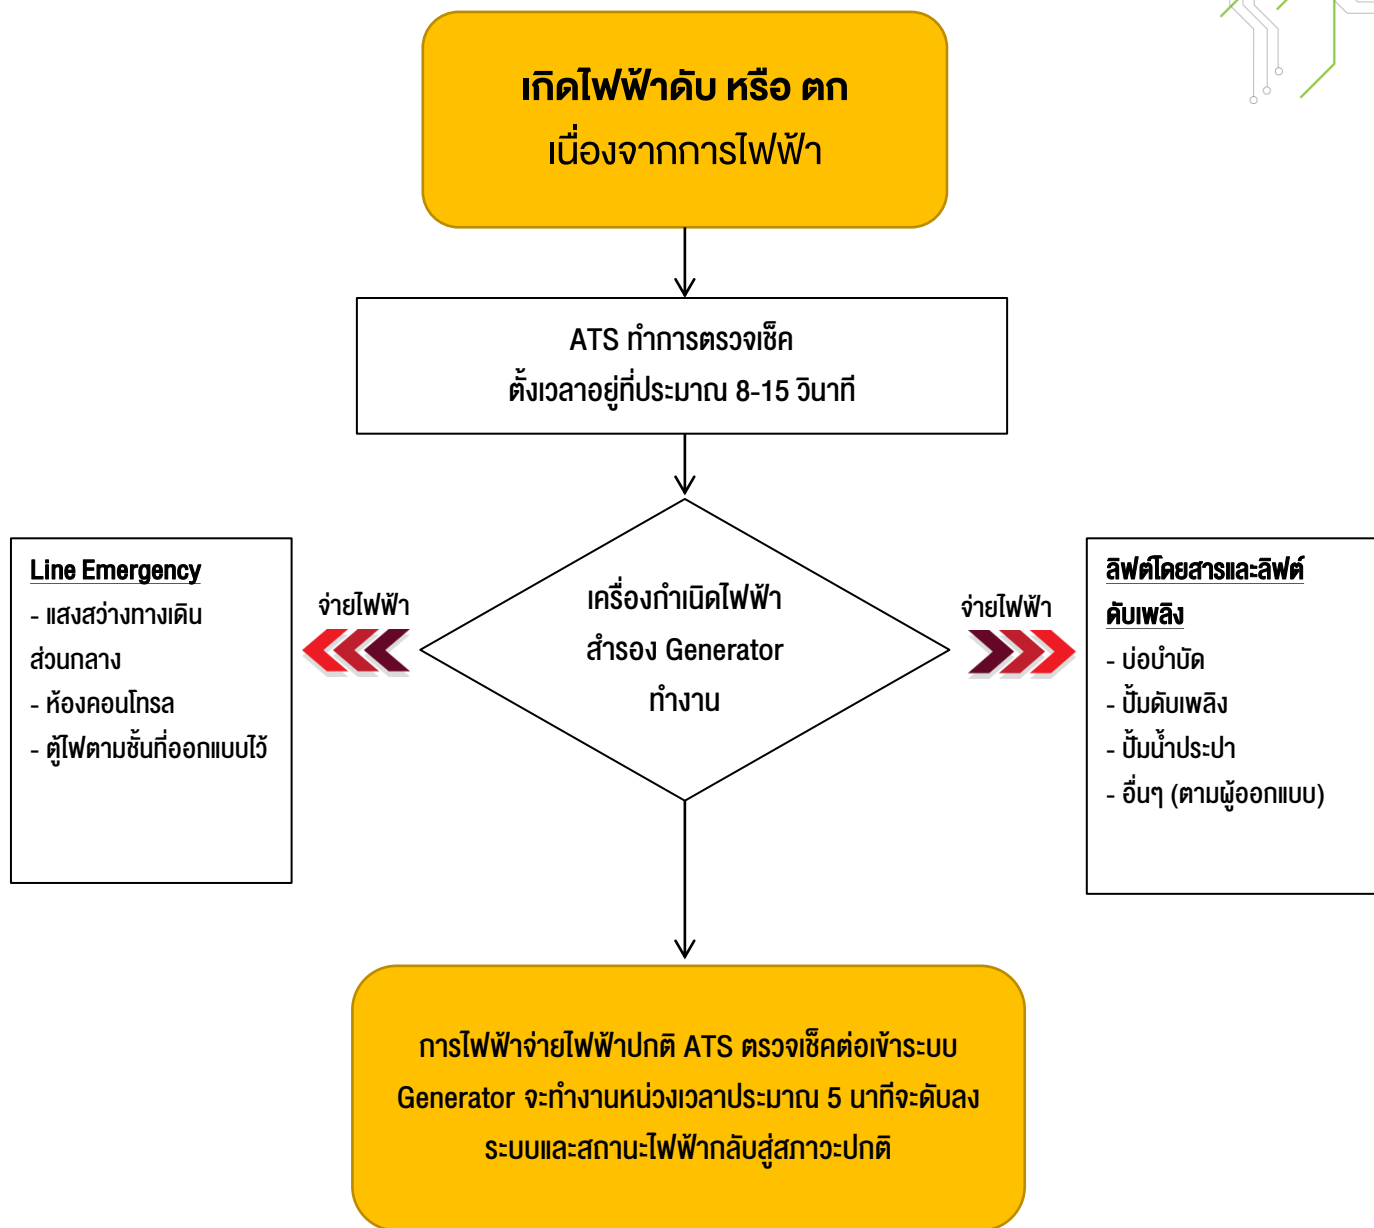 เกิดไฟฟ้าดับ หรือ ตก
เนื่องจากการไฟฟ้า
ATS ทำการตรวจเช็ค
ตั้งเวลาอยู่ที่ประมาณ 8-15 วินาที
Line Emergency
- แสงสว่างทางเดิน
ส่วนกลาง
- ห้องคอนโทรล
- ตู้ไฟตามชั้นที่ออกแบบไว้
จ่ายไฟฟ้า
เครื่องกำเนิดไฟฟ้า
สำรอง Generator
ทำงาน
จ่ายไฟฟ้า
ลิฟต์โดยสารและลิฟต์
ดับเพลิง
- บ่อบำบัด
- ปั้มดับเพลิง
- ปั้มน้ำประปา
- อื่นๆ (ตามผู้ออกแบบ)
การไฟฟ้าจ่ายไฟฟ้าปกติ ATS ตรวจเช็คต่อเข้าระบบ
Generator จะทำงานหน่วงเวลาประมาณ 5 นาทีจะดับลง
ระบบและสถานะไฟฟ้ากลับสู่สภาวะปกติ